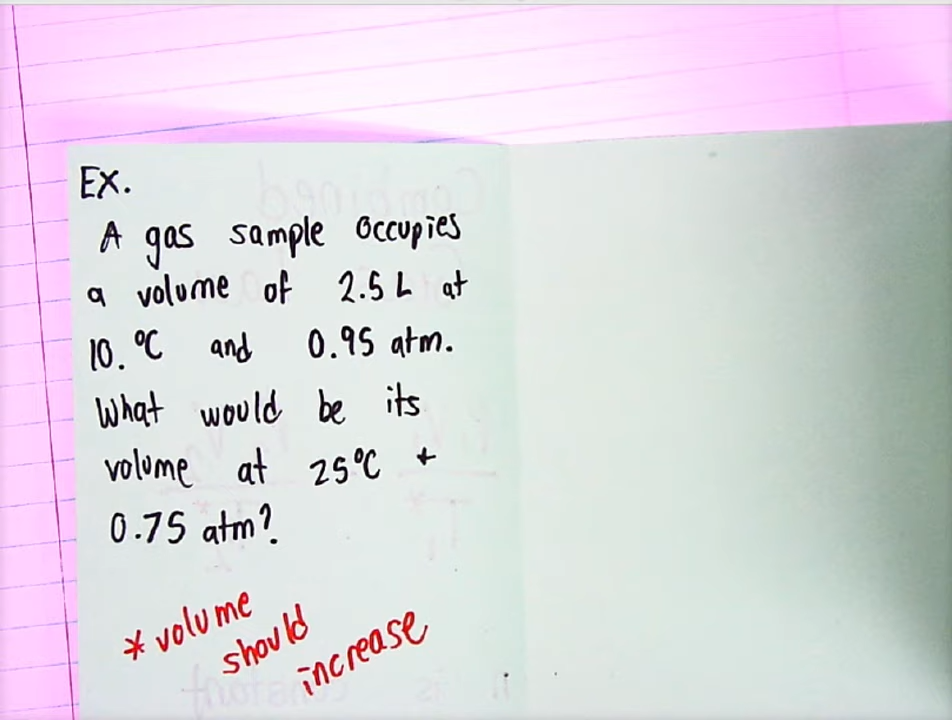 Ex.
A gas sample occupies
a volume of 2.5 L at
10. °C and 0.95 atm.
What would be its
volume at 25°C +
0.75 atm?
* volume
should
increase